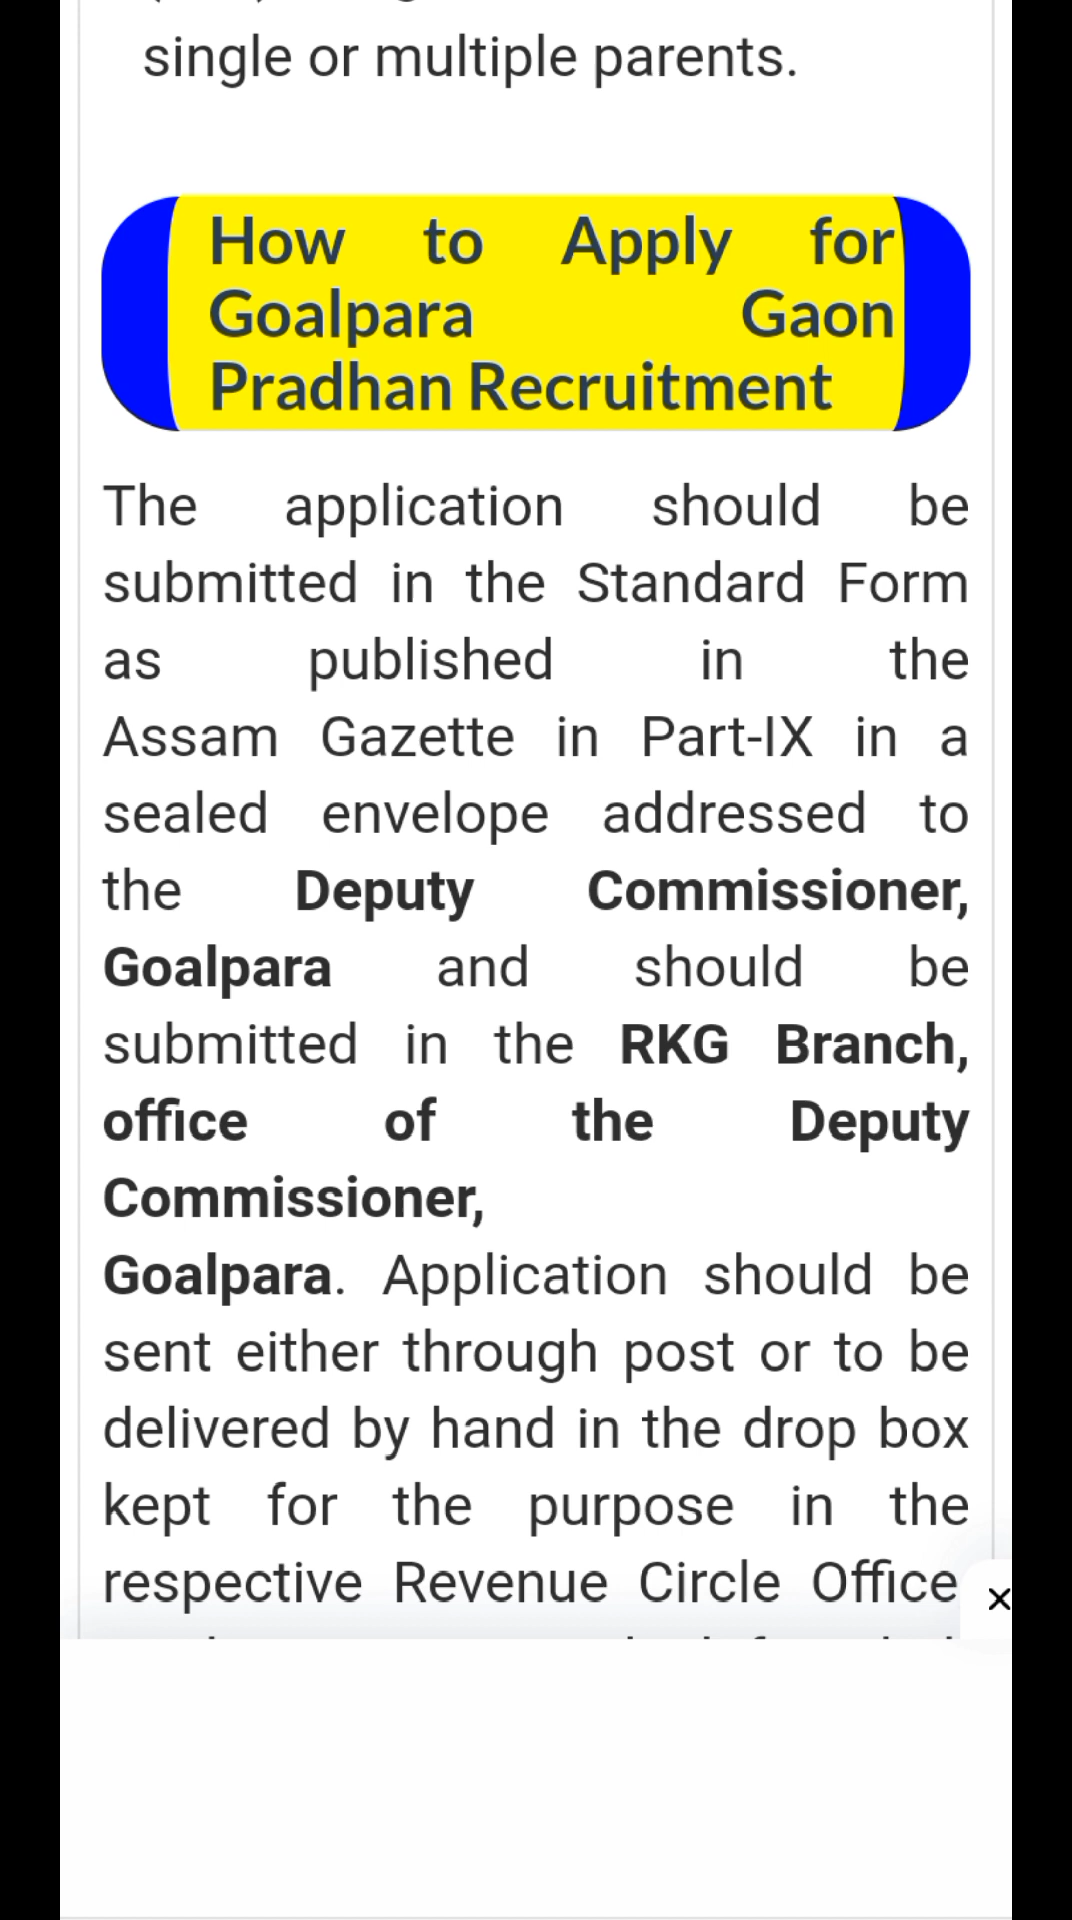 single or multiple parents.
How to Apply for
Goalpara Gaon
Pradhan Recruitment
The application should be
submitted in the Standard Form
as published in the
Assam Gazette in Part-IX in a
sealed envelope addressed to
the Deputy Commissioner,
Goalpara and should be
submitted in the RKG Branch,
office of the Deputy
Commissioner,
Goalpara. Application should be
sent either through post or to be
delivered by hand in the drop box
kept for the purpose in the
respective Revenue Circle Office